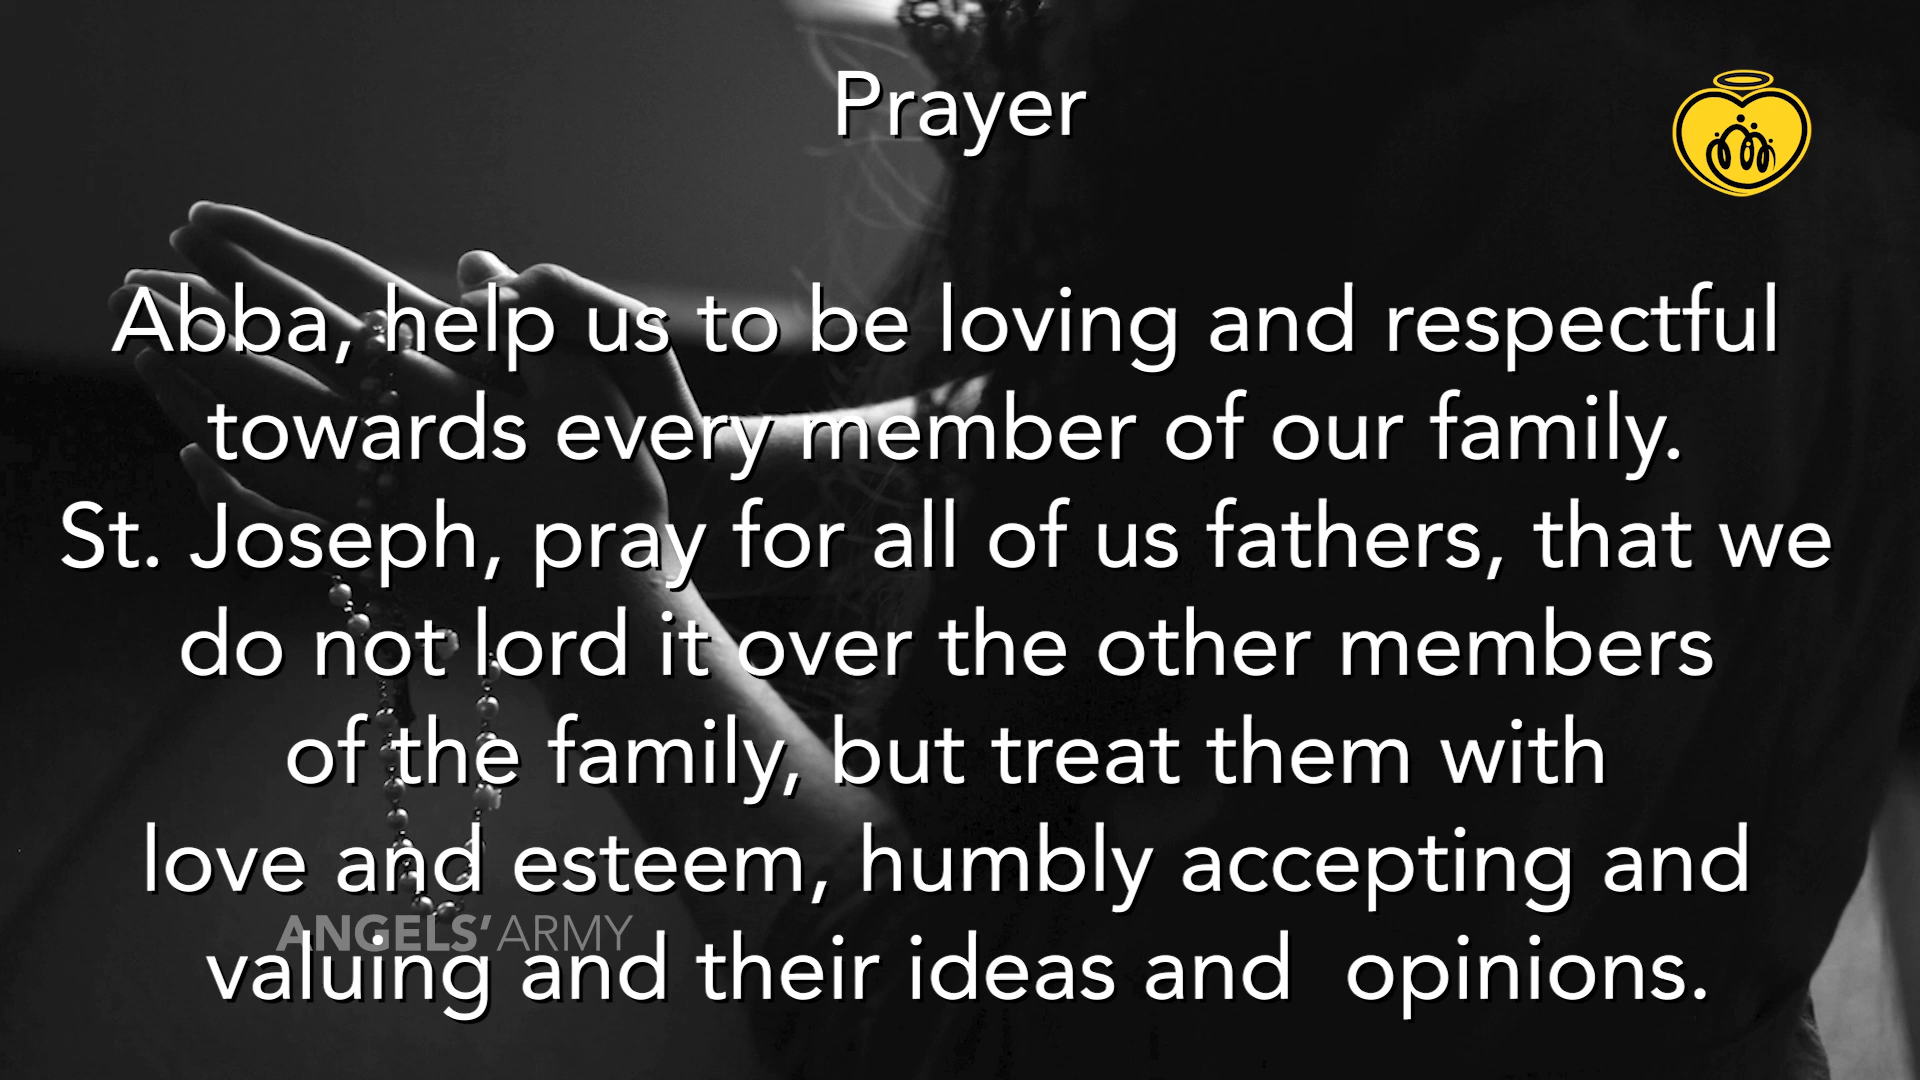 Prayer
Abba, help us to be loving and respectful
towards every member of our family.
St. Joseph, pray for all of us fathers, that we
do not lord it over the other members
of the family, but treat them with
love and esteem, humbly accepting and
ANGELS' ARMY
valuing and their ideas and  opinions.